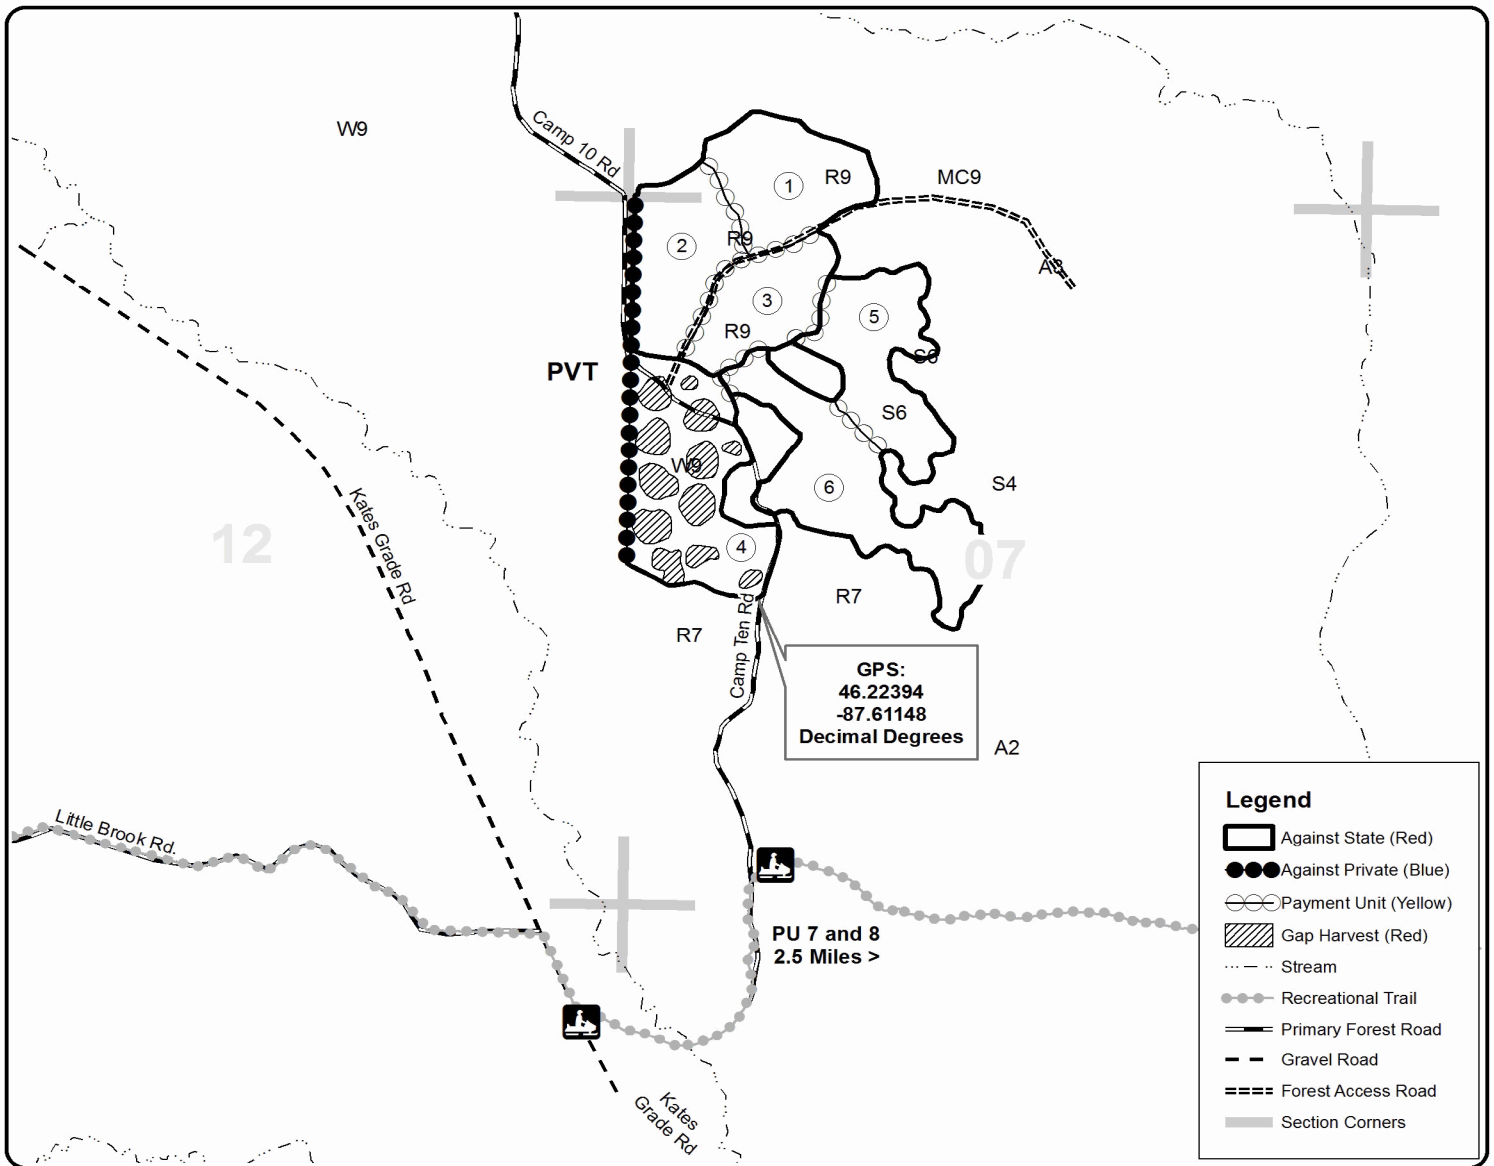 W9
Camp 10 Rd
1
R9
MC9
2
R9
A3
3
5
R9
PVT
S6
S6
W9
6
S4
12
Kates Grade Rd
4
07
R7
R7
Camp Ten Rd
GPS:
46.22394
-87.61148
Decimal Degrees
A2
Little Brook Rd.
PU 7 and 8
2.5 Miles >
Kates
Grade Rd
Legend
Against State (Red)
Against Private (Blue)
Payment Unit (Yellow)
Gap Harvest (Red)
Stream
Recreational Trail
Primary Forest Road
Gravel Road
Forest Access Road
Section Corners